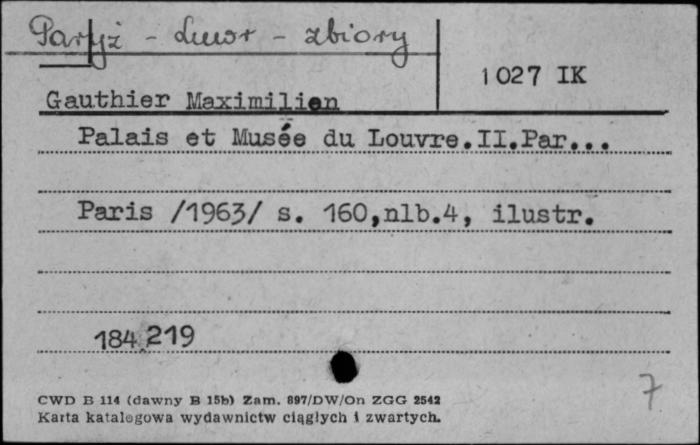 Paryż - Luwr - zbiory
1027 IK
Gauthier Maximilien
Palais et Musée du Louvre.II.Par...
Paris /1963/ s. 160,nlb.4, ilustr.
184 219
7
CWD B 114 (dawny B 15b) Zam. 897/DW/On ZGG 2542
Karta katalogowa wydawnictw ciągłych i zwartych.